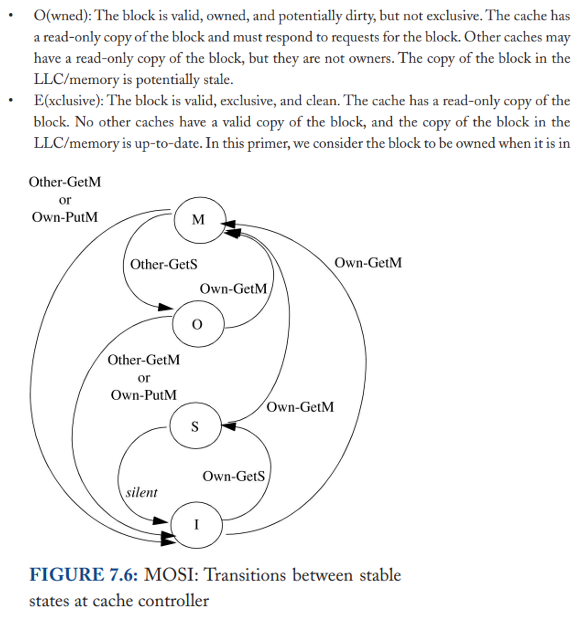 • O(wned): The block is valid, owned, and potentially dirty, but not exclusive. The cache has
a read-only copy of the block and must respond to requests for the block. Other caches may
have a read-only copy of the block, but they are not owners. The copy of the block in the
LLC/memory is potentially stale.
• E(xclusive): The block is valid, exclusive, and clean. The cache has a read-only copy of the
block. No other caches have a valid copy of the block, and the copy of the block in the
LLC/memory is up-to-date. In this primer, we consider the block to be owned when it is in
Other-GetM
or
Own-PutM
M
Other-GetS
Own-GetM
Own-GetM
O
Other-GetM
or
Own-PutM
Own-GetM
S
Own-GetS
silent
I
FIGURE 7.6: MOSI: Transitions between stable
states at cache controller